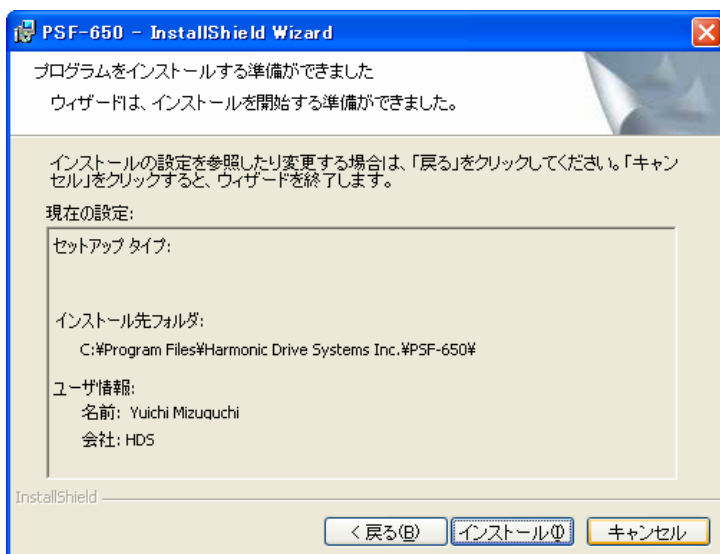 PSF-650 - InstallShield Wizard
プログラムをインストールする準備ができました
ウィザードは、インストールを開始する準備ができました。
インストールの設定を参照したり変更する場合は、「戻る」をクリックしてください。「キャン
セル」をクリックすると、ウィザードを終了します。
現在の設定:
セットアップ タイプ:
インストール先フォルダ:
C:¥Program Files¥Harmonic Drive Systems Inc.¥PSF-650¥
ユーザ情報:
名前: Yuichi Mizuguchi
会社: HDS
InstallShield
< 戻る(B)
インストール(I)
キャンセル